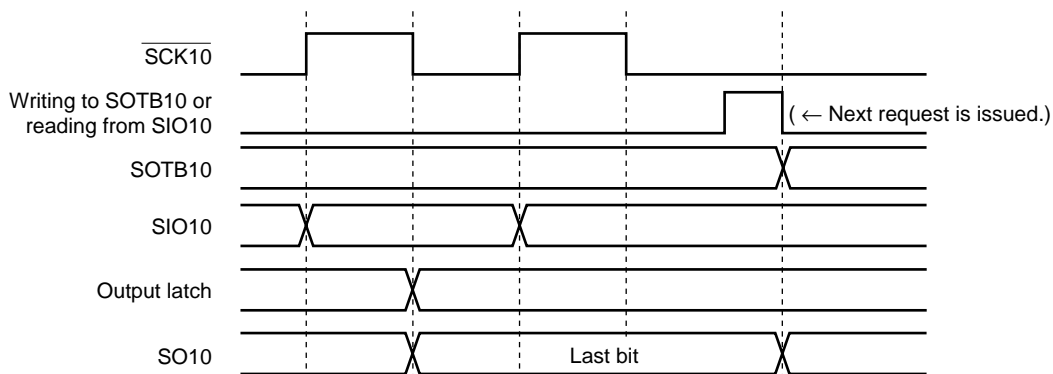 SCK10
Writing to SOTB10 or
reading from SIO10
( ← Next request is issued.)
SOTB10
SIO10
Output latch
SO10
Last bit